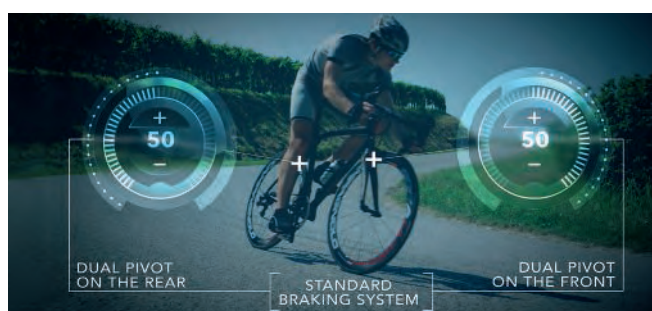 +
50
−
+
50
−
+
+
DUAL PIVOT
ON THE REAR
STANDARD
BRAKING SYSTEM
DUAL PIVOT
ON THE FRONT